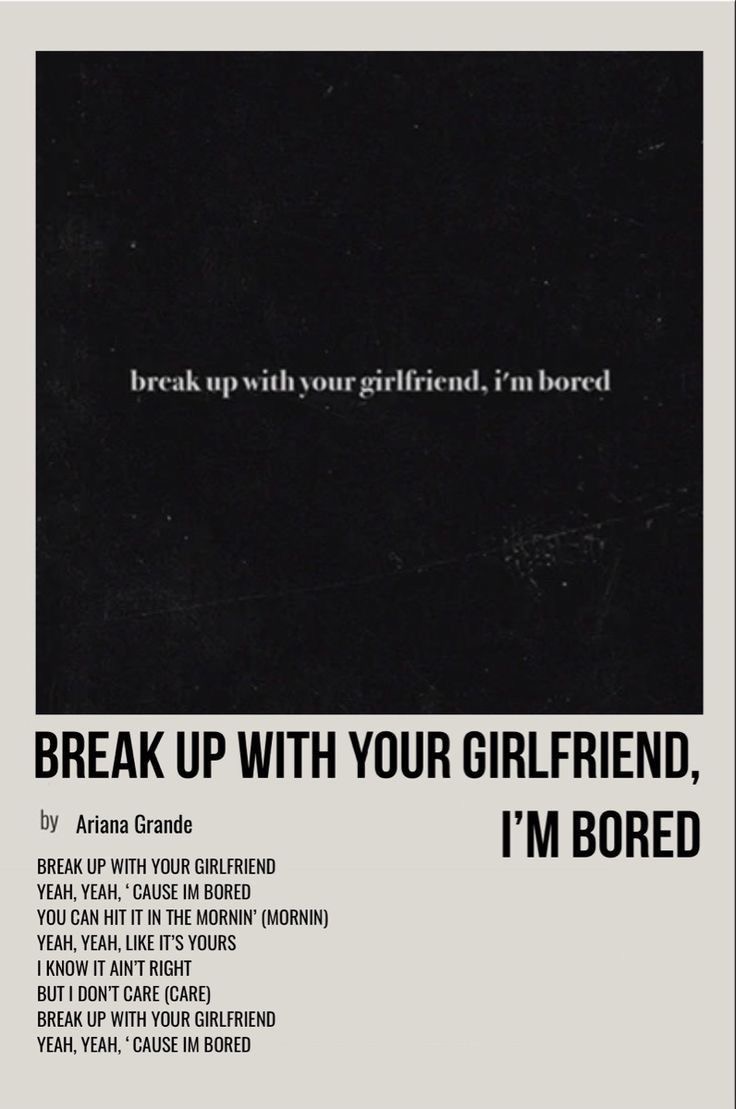 break up with your girlfriend, i'm bored
BREAK UP WITH YOUR GIRLFRIEND,
I'M BORED
by Ariana Grande
BREAK UP WITH YOUR GIRLFRIEND
YEAH, YEAH, ‘ CAUSE IM BORED
YOU CAN HIT IT IN THE MORNIN’ (MORNIN)
YEAH, YEAH, LIKE IT’S YOURS
I KNOW IT AIN’T RIGHT
BUT I DON’T CARE (CARE)
BREAK UP WITH YOUR GIRLFRIEND
YEAH, YEAH, ‘ CAUSE IM BORED